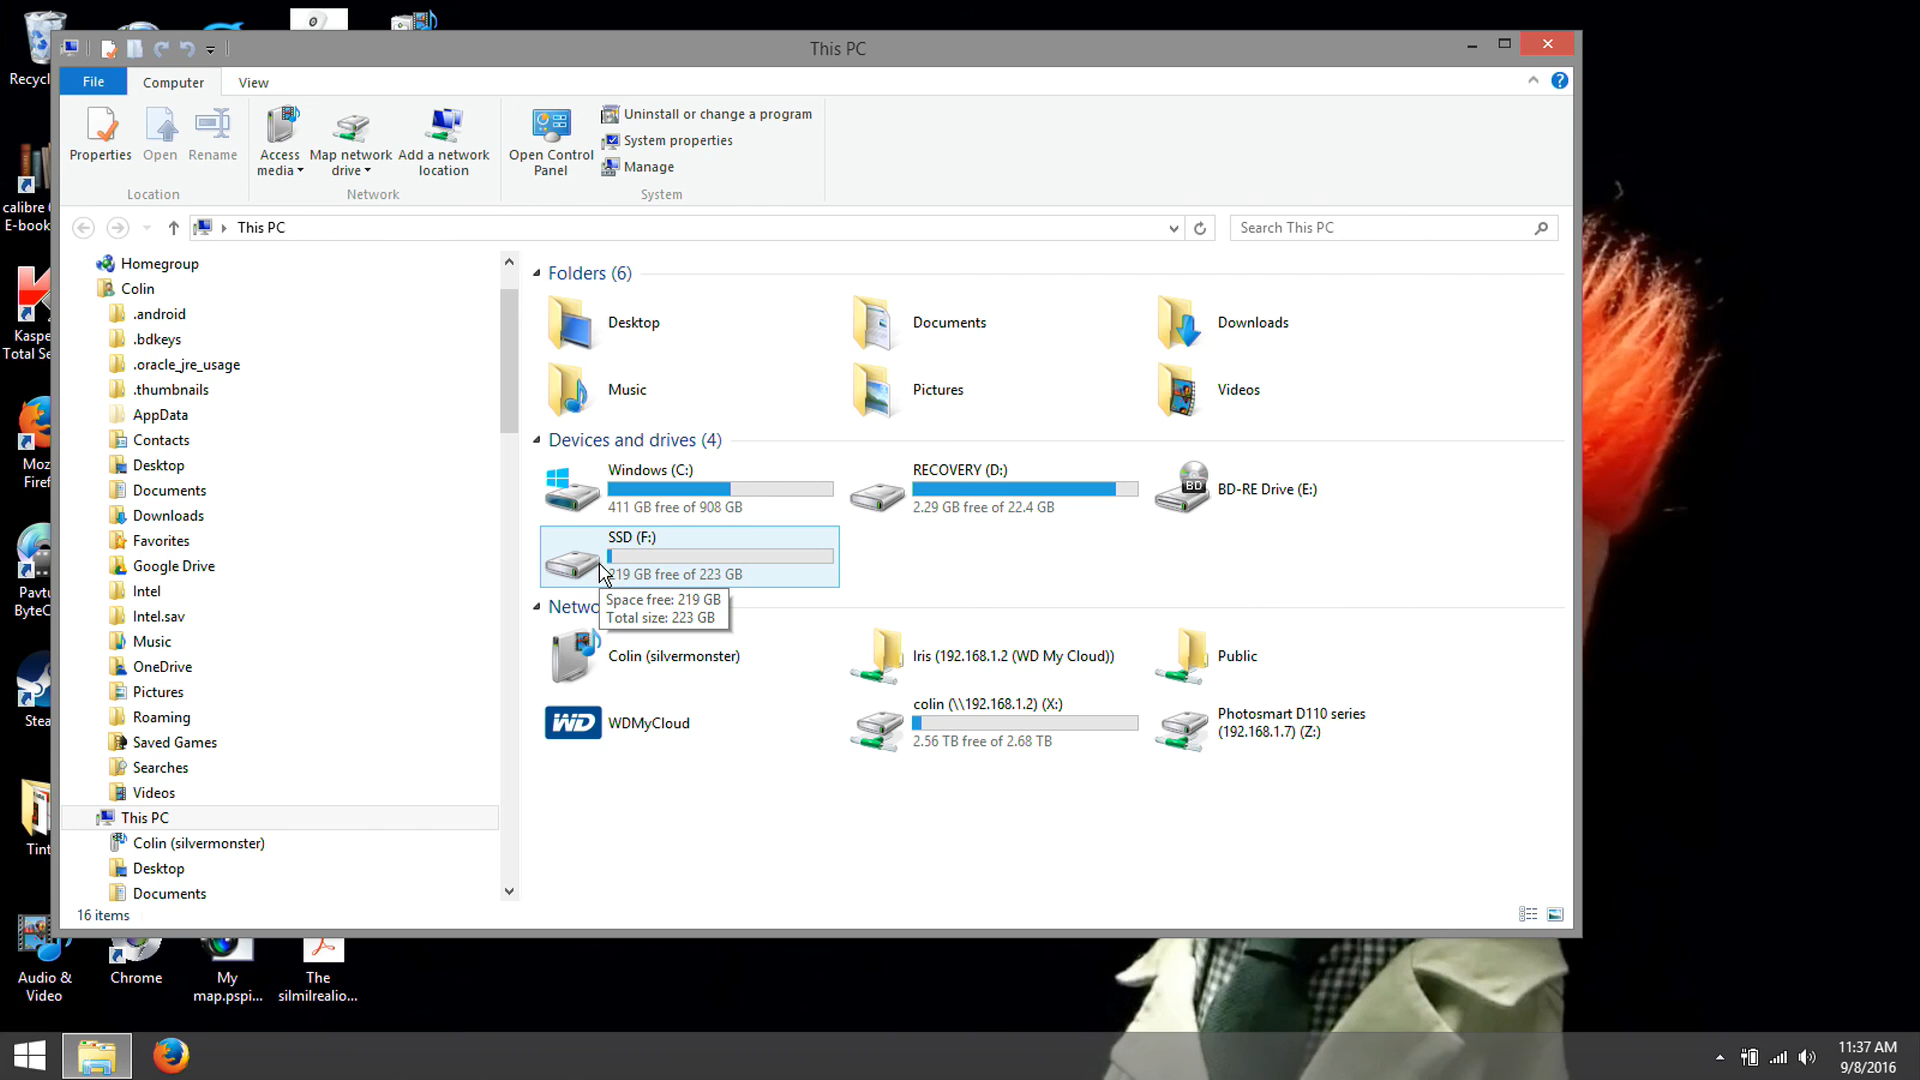 This PC
File
Computer
View
Properties
Open
Rename
Access media
Map network drive
Add a network location
Open Control Panel
Uninstall or change a program
System properties
Manage
Location
Network
System
This PC
Search This PC
Homegroup
Colin
.android
.bdkeys
.oracle_jre_usage
.thumbnails
AppData
Contacts
Desktop
Documents
Downloads
Favorites
Google Drive
Intel
Intel.sav
Music
OneDrive
Pictures
Roaming
Saved Games
Searches
Videos
This PC
Colin (silvermonster)
Desktop
Documents
16 items
Folders (6)
Desktop
Documents
Downloads
Music
Pictures
Videos
Devices and drives (4)
Windows (C:)
411 GB free of 908 GB
RECOVERY (D:)
2.29 GB free of 22.4 GB
BD
BD-RE Drive (E:)
SSD (F:)
219 GB free of 223 GB
Space free: 219 GB
Total size: 223 GB
Netwo
Colin (silvermonster)
Iris (192.168.1.2 (WD My Cloud))
Public
WD
WDMyCloud
colin (\\192.168.1.2) (X:)
2.56 TB free of 2.68 TB
Photosmart D110 series
(192.168.1.7) (Z:)
Recycl
calibre
E-book
Kaspe
Total Se
Moz
Firef
Pavtu
ByteC
Stea
Tint
Audio &
Video
Chrome
My
map.pspi...
The
silmilrealio...
11:37 AM
9/8/2016